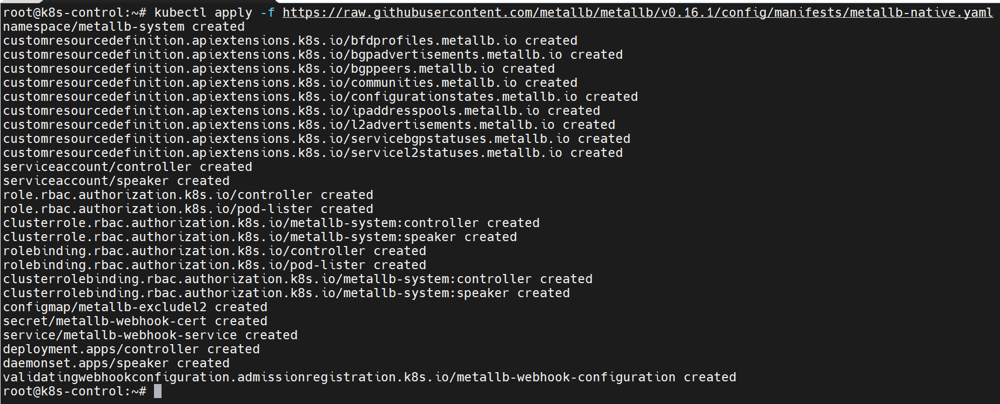 root@k8s-control:~# kubectl apply -f https://raw.githubusercontent.com/metallb/metallb/v0.16.1/config/manifests/metallb-native.yaml
namespace/metallb-system created
customresourcedefinition.apiextensions.k8s.io/bfdprofiles.metallb.io created
customresourcedefinition.apiextensions.k8s.io/bgpadvertisements.metallb.io created
customresourcedefinition.apiextensions.k8s.io/bgppeers.metallb.io created
customresourcedefinition.apiextensions.k8s.io/communities.metallb.io created
customresourcedefinition.apiextensions.k8s.io/configurationstates.metallb.io created
customresourcedefinition.apiextensions.k8s.io/ipaddresspools.metallb.io created
customresourcedefinition.apiextensions.k8s.io/l2advertisements.metallb.io created
customresourcedefinition.apiextensions.k8s.io/servicebgpstatuses.metallb.io created
customresourcedefinition.apiextensions.k8s.io/servicel2statuses.metallb.io created
serviceaccount/controller created
serviceaccount/speaker created
role.rbac.authorization.k8s.io/controller created
role.rbac.authorization.k8s.io/pod-lister created
clusterrole.rbac.authorization.k8s.io/metallb-system:controller created
clusterrole.rbac.authorization.k8s.io/metallb-system:speaker created
rolebinding.rbac.authorization.k8s.io/controller created
rolebinding.rbac.authorization.k8s.io/pod-lister created
clusterrolebinding.rbac.authorization.k8s.io/metallb-system:controller created
clusterrolebinding.rbac.authorization.k8s.io/metallb-system:speaker created
configmap/metallb-excludel2 created
secret/metallb-webhook-cert created
service/metallb-webhook-service created
deployment.apps/controller created
daemonset.apps/speaker created
validatingwebhookconfiguration.admissionregistration.k8s.io/metallb-webhook-configuration created
root@k8s-control:~#